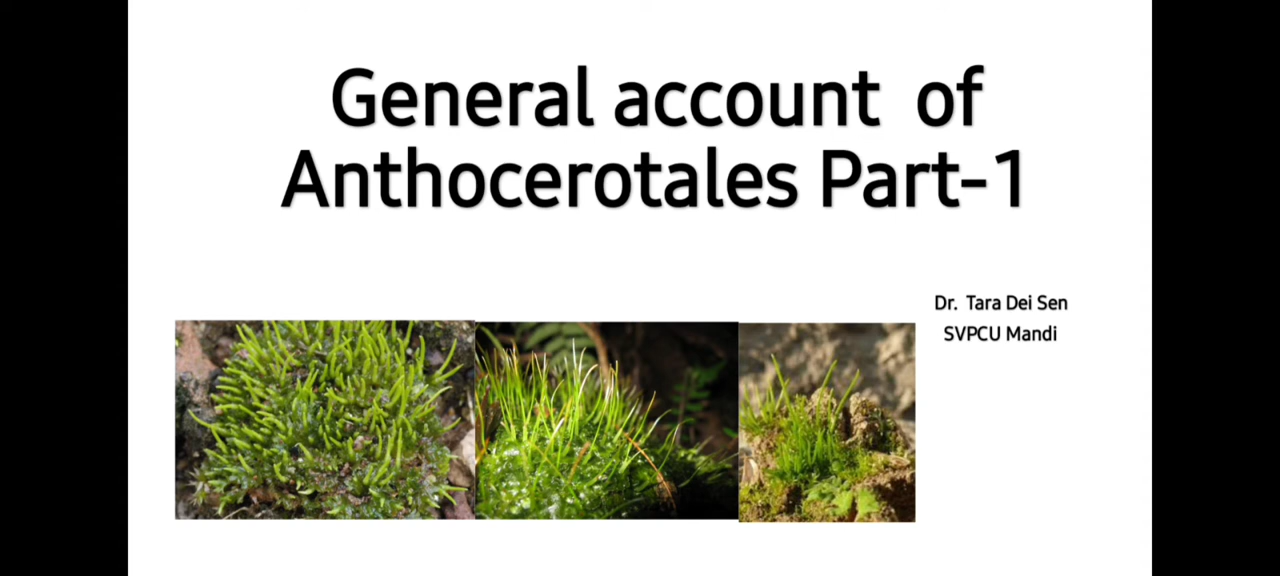 General account of
Anthocerotales Part-1
Dr. Tara Dei Sen
SVPCU Mandi